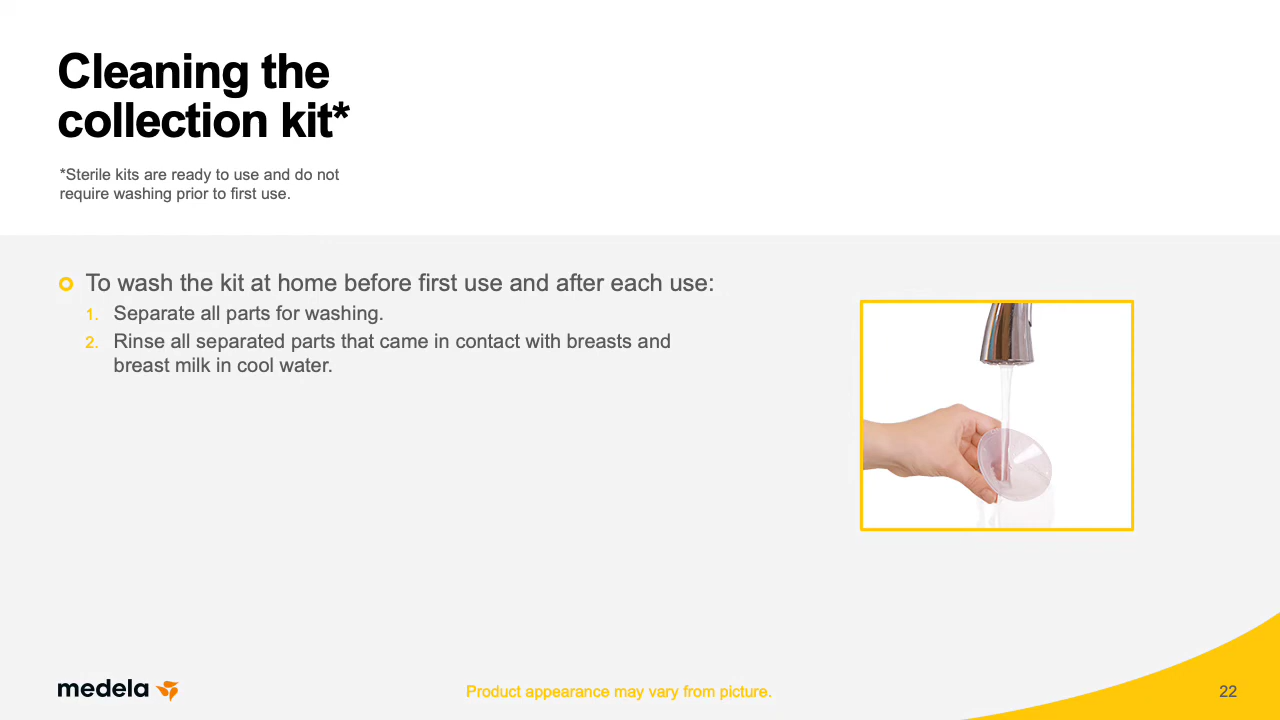 Cleaning the
collection kit*
*Sterile kits are ready to use and do not
require washing prior to first use.
To wash the kit at home before first use and after each use:
1. Separate all parts for washing.
2. Rinse all separated parts that came in contact with breasts and
breast milk in cool water.
medela
Product appearance may vary from picture.
22